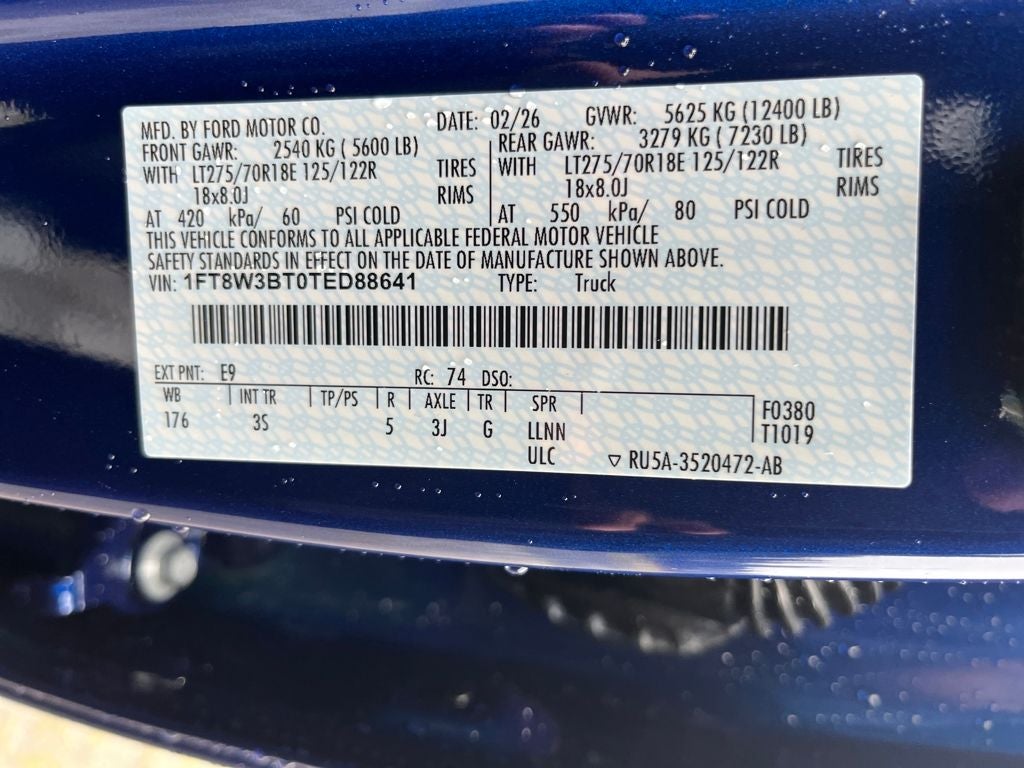 MFD. BY FORD MOTOR CO. DATE: 02/26 GVWR: 5625 KG (12400 LB)
FRONT GAWR: 2540 KG ( 5600 LB) REAR GAWR: 3279 KG ( 7230 LB)
WITH LT275/70R18E 125/122R TIRES WITH LT275/70R18E 125/122R TIRES
18x8.0J RIMS 18x8.0J RIMS
AT 420 kPa/ 60 PSI COLD AT 550 kPa/ 80 PSI COLD
THIS VEHICLE CONFORMS TO ALL APPLICABLE FEDERAL MOTOR VEHICLE
SAFETY STANDARDS IN EFFECT ON THE DATE OF MANUFACTURE SHOWN ABOVE.
VIN: 1FT8W3BT0TED88641 TYPE: Truck
EXT PNT: E9 RC: 74 DSO:
WB INT TR TP/PS R AXLE TR SPR F0380
176 3S 5 3J G LLNN T1019
ULC ▽ RU5A-3520472-AB